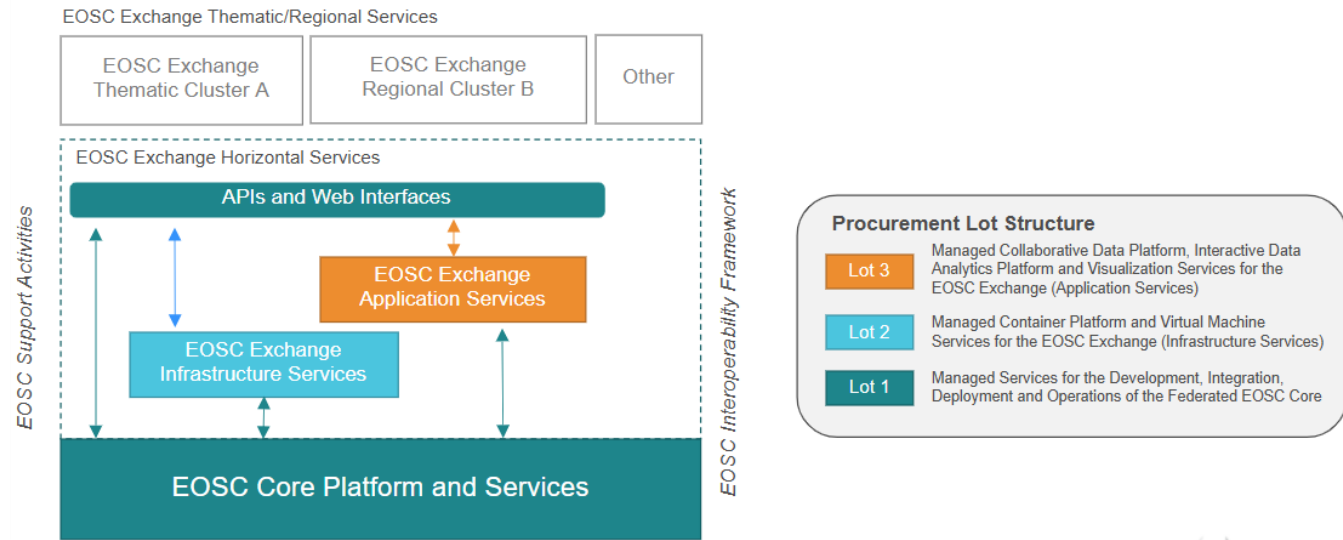 EOSC Exchange Thematic/Regional Services
EOSC Exchange
Thematic Cluster A
EOSC Exchange
Regional Cluster B
Other
EOSC Exchange Horizontal Services
APIs and Web Interfaces
EOSC Exchange
Application Services
EOSC Exchange
Infrastructure Services
EOSC Core Platform and Services
EOSC Support Activities
EOSC Interoperability Framework
Procurement Lot Structure
Lot 3
Managed Collaborative Data Platform, Interactive Data
Analytics Platform and Visualization Services for the
EOSC Exchange (Application Services)
Lot 2
Managed Container Platform and Virtual Machine
Services for the EOSC Exchange (Infrastructure Services)
Lot 1
Managed Services for the Development, Integration,
Deployment and Operations of the Federated EOSC Core